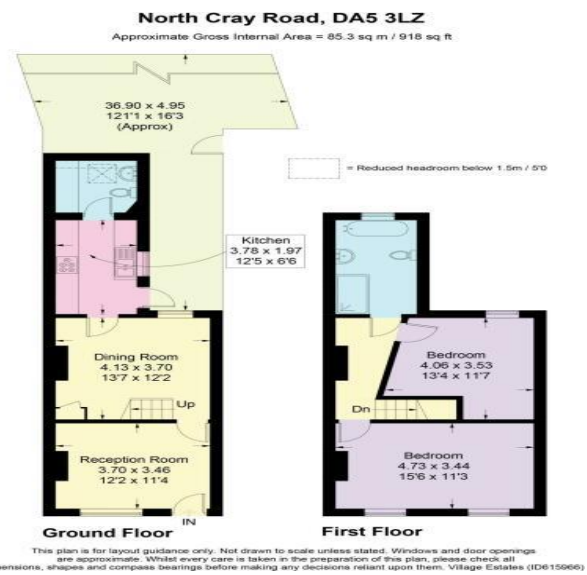 North Cray Road, DA5 3LZ
Approximate Gross Internal Area = 85.3 sq m / 918 sq ft
36.90 x 4.95
121'1 x 16'3
(Approx)
= Reduced headroom below 1.5m / 5'0
Kitchen
3.78 x 1.97
12'5 x 6'6
Dining Room
4.13 x 3.70
13'7 x 12'2
Up
Reception Room
3.70 x 3.46
12'2 x 11'4
IN
Bedroom
4.06 x 3.53
13'4 x 11'7
Dn
Bedroom
4.73 x 3.44
15'6 x 11'3
Ground Floor
First Floor
This plan is for layout guidance only. Not drawn to scale unless stated. Windows and door openings
are approximate. Whilst every care is taken in the preparation of this plan, please check all
ensions, shapes and compass bearings before making any decisions reliant upon them. Village Estates (ID615966)